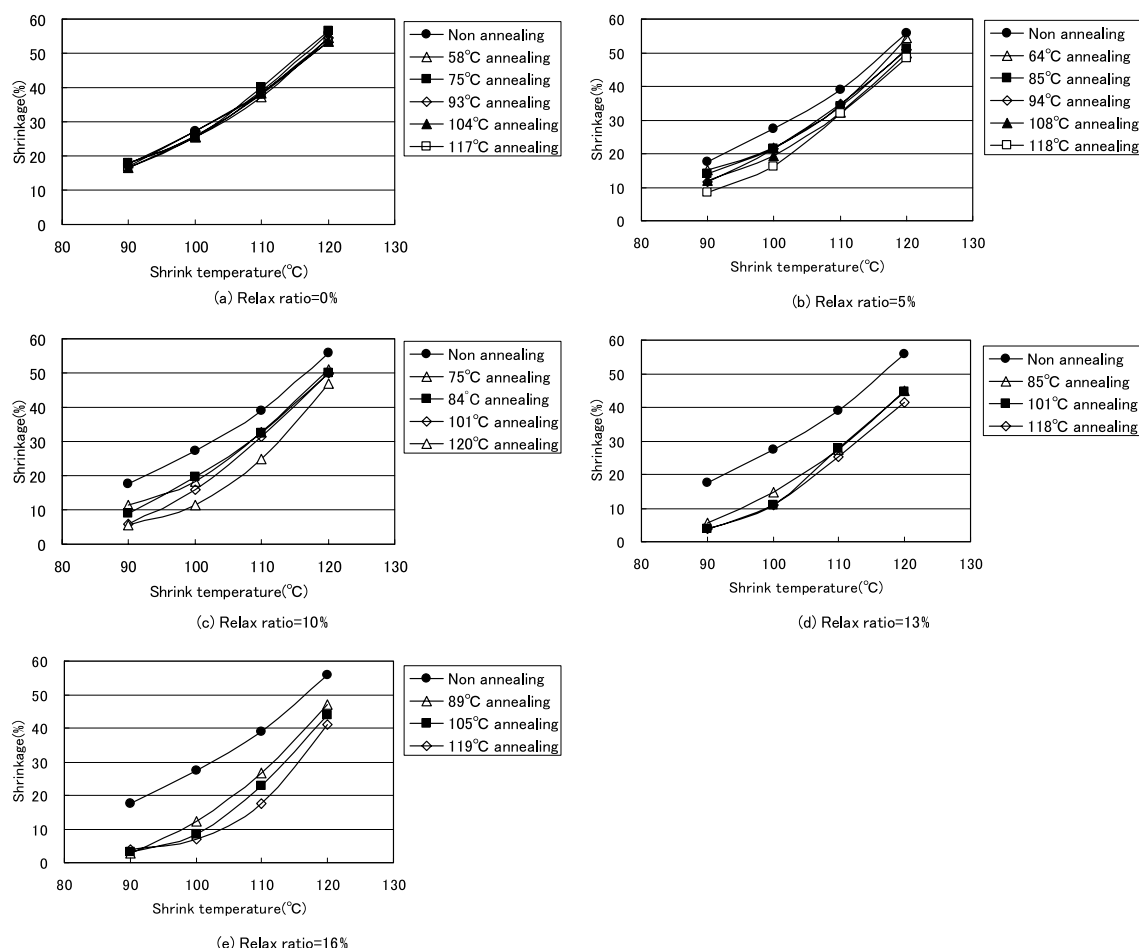 60
50
40
30
20
10
0
Shrinkage(%)
80 90 100 110 120 130
Shrink temperature(°C)
Non annealing
58°C annealing
75°C annealing
93°C annealing
104°C annealing
117°C annealing
(a) Relax ratio=0%
60
50
40
30
20
10
0
Shrinkage(%)
80 90 100 110 120 130
Shrink temperature(°C)
Non annealing
64°C annealing
85°C annealing
94°C annealing
108°C annealing
118°C annealing
(b) Relax ratio=5%
60
50
40
30
20
10
0
Shrinkage(%)
80 90 100 110 120 130
Shrink temperature(°C)
Non annealing
75°C annealing
84°C annealing
101°C annealing
120°C annealing
(c) Relax ratio=10%
60
50
40
30
20
10
0
Shrinkage(%)
80 90 100 110 120 130
Shrink temperature(°C)
Non annealing
85°C annealing
101°C annealing
118°C annealing
(d) Relax ratio=13%
60
50
40
30
20
10
0
Shrinkage(%)
80 90 100 110 120 130
Shrink temperature(°C)
Non annealing
89°C annealing
105°C annealing
119°C annealing
(e) Relax ratio=16%